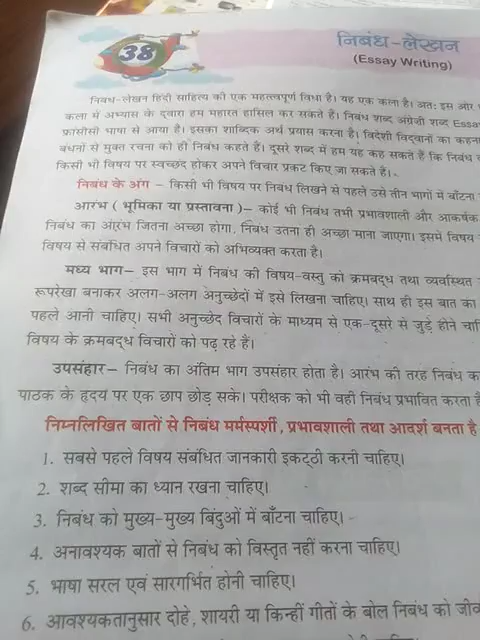 38
निबंध-लेखन
(Essay Writing)
निबंध-लेखन हिंदी साहित्य की एक महत्त्वपूर्ण विधा है। यह एक कला है। अतः इस ओर
कला में अभ्यास के द्वारा हम महारत हासिल कर सकते हैं। निबंध शब्द अंग्रेजी शब्द Essa
फ्रांसीसी भाषा से आया है। इसका शाब्दिक अर्थ प्रयास करना है। विदेशी विद्वानों का कहना
बंधनों से मुक्त रचना को ही निबंध कहते हैं। दूसरे शब्द में हम यह कह सकते हैं कि निबंध
किसी भी विषय पर स्वच्छंद होकर अपने विचार प्रकट किए जा सकते हैं।
निबंध के अंग – किसी भी विषय पर निबंध लिखने से पहले उसे तीन भागों में बाँटना
आरंभ ( भूमिका या प्रस्तावना )– कोई भी निबंध तभी प्रभावशाली और आकर्षक
निबंध का आरंभ जितना अच्छा होगा, निबंध उतना ही अच्छा माना जाएगा। इसमें विषय
विषय से संबंधित अपने विचारों को अभिव्यक्त करता है।
मध्य भाग– इस भाग में निबंध की विषय-वस्तु को क्रमबद्ध तथा व्यवस्थित
रूपरेखा बनाकर अलग-अलग अनुच्छेदों में इसे लिखना चाहिए। साथ ही इस बात का
पहले आनी चाहिए। सभी अनुच्छेद विचारों के माध्यम से एक-दूसरे से जुड़े होने चा
विषय के क्रमबद्ध विचारों को पढ़ रहे हैं।
उपसंहार– निबंध का अंतिम भाग उपसंहार होता है। आरंभ की तरह निबंध का
पाठक के हृदय पर एक छाप छोड़ सके। परीक्षक को भी वही निबंध प्रभावित करता है
निम्नलिखित बातों से निबंध मर्मस्पर्शी, प्रभावशाली तथा आदर्श बनता है
1. सबसे पहले विषय संबंधित जानकारी इकट्ठी करनी चाहिए।
2. शब्द सीमा का ध्यान रखना चाहिए।
3. निबंध को मुख्य-मुख्य बिंदुओं में बाँटना चाहिए।
4. अनावश्यक बातों से निबंध को विस्तृत नहीं करना चाहिए।
5. भाषा सरल एवं सारगर्भित होनी चाहिए।
6. आवश्यकतानुसार दोहे, शायरी या किन्हीं गीतों के बोल निबंध को जीव